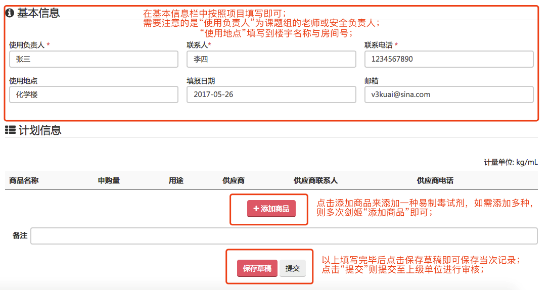 基本信息
在基本信息栏中按照项目填写即可；
需要注意的是“使用负责人”为课题组的老师或安全负责人；
“使用地点”填写到楼宇名称与房间号；
使用负责人 * 联系人* 联系电话 *
张三 李四 1234567890
使用地点 填报日期 邮箱
化学楼 2017-05-26 v3kuai@sina.com
计划信息
计量单位: kg/mL
商品名称 申购量 用途 供应商 供应商联系人 供应商电话
+ 添加商品
点击添加商品来添加一种易制毒试剂，如需添加多种，
则多次剑姬“添加商品”即可；
备注
保存草稿 提交
以上填写完毕后点击保存草稿即可保存当次记录；
点击“提交”则提交至上级单位进行审核；